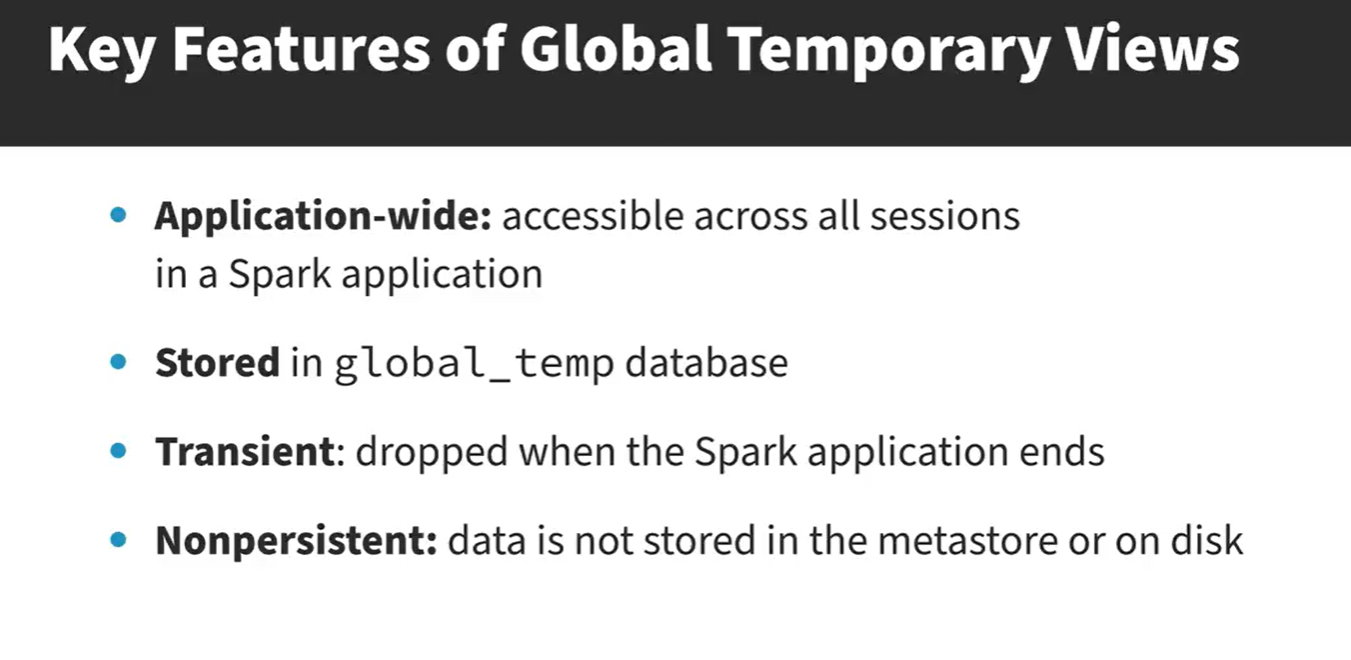 Key Features of Global Temporary Views
• Application-wide: accessible across all sessions
in a Spark application
• Stored in global_temp database
• Transient: dropped when the Spark application ends
• Nonpersistent: data is not stored in the metastore or on disk